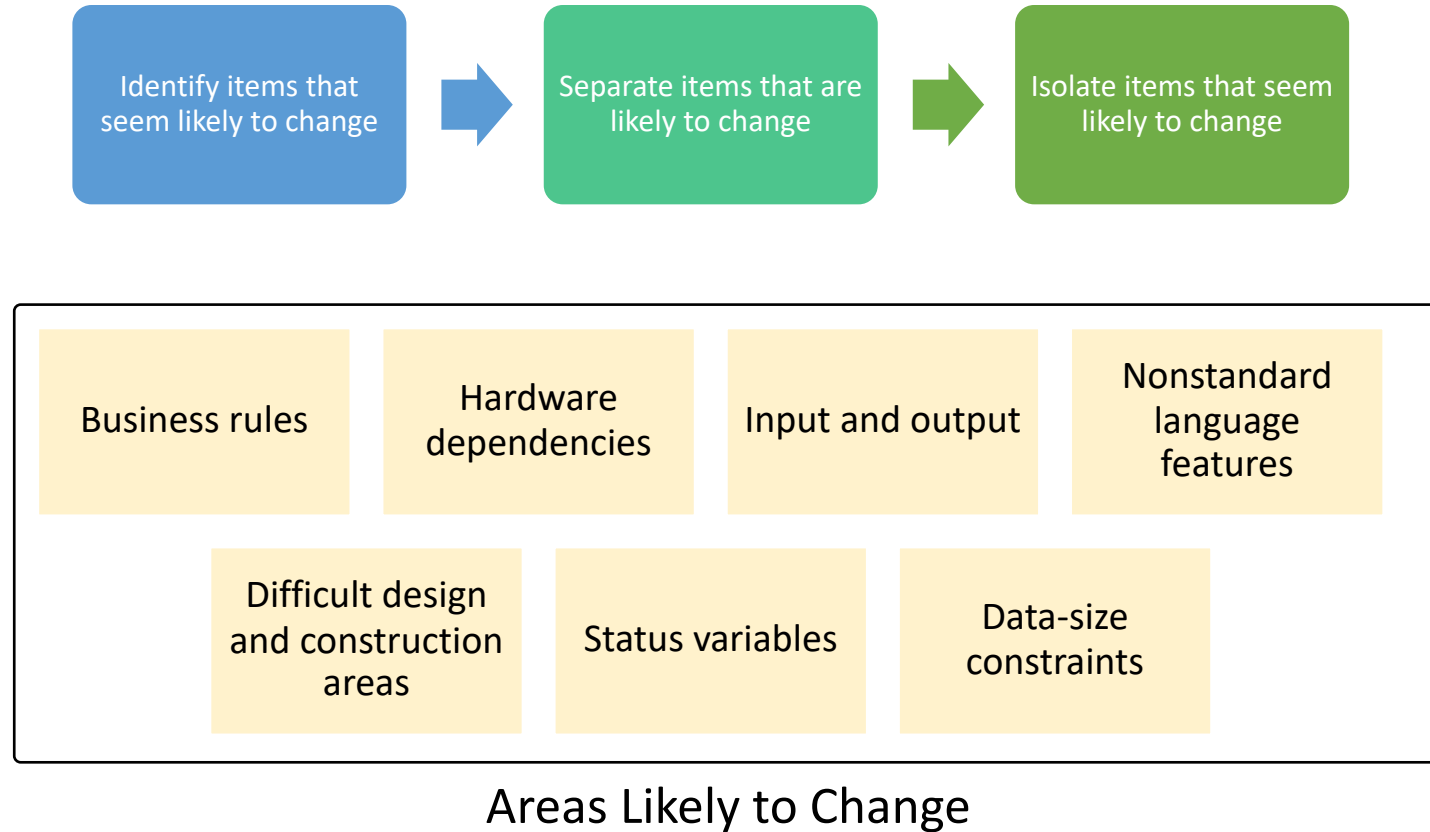 Identify items that
seem likely to change
Separate items that are
likely to change
Isolate items that seem
likely to change
Business rules
Hardware
dependencies
Input and output
Nonstandard
language
features
Difficult design
and construction
areas
Status variables
Data-size
constraints
Areas Likely to Change